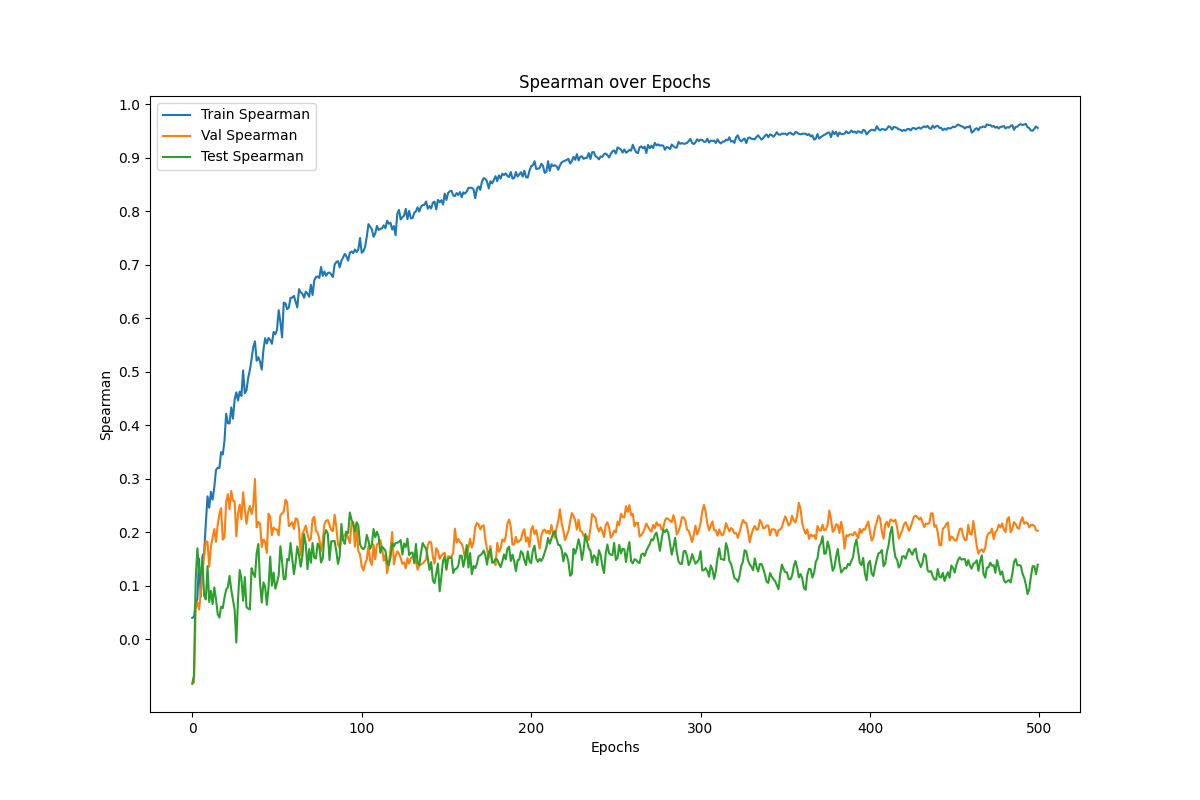 Spearman over Epochs
Train Spearman
Val Spearman
Test Spearman
1.0
0.9
0.8
0.7
0.6
0.5
0.4
0.3
0.2
0.1
0.0
Spearman
0 100 200 300 400 500
Epochs